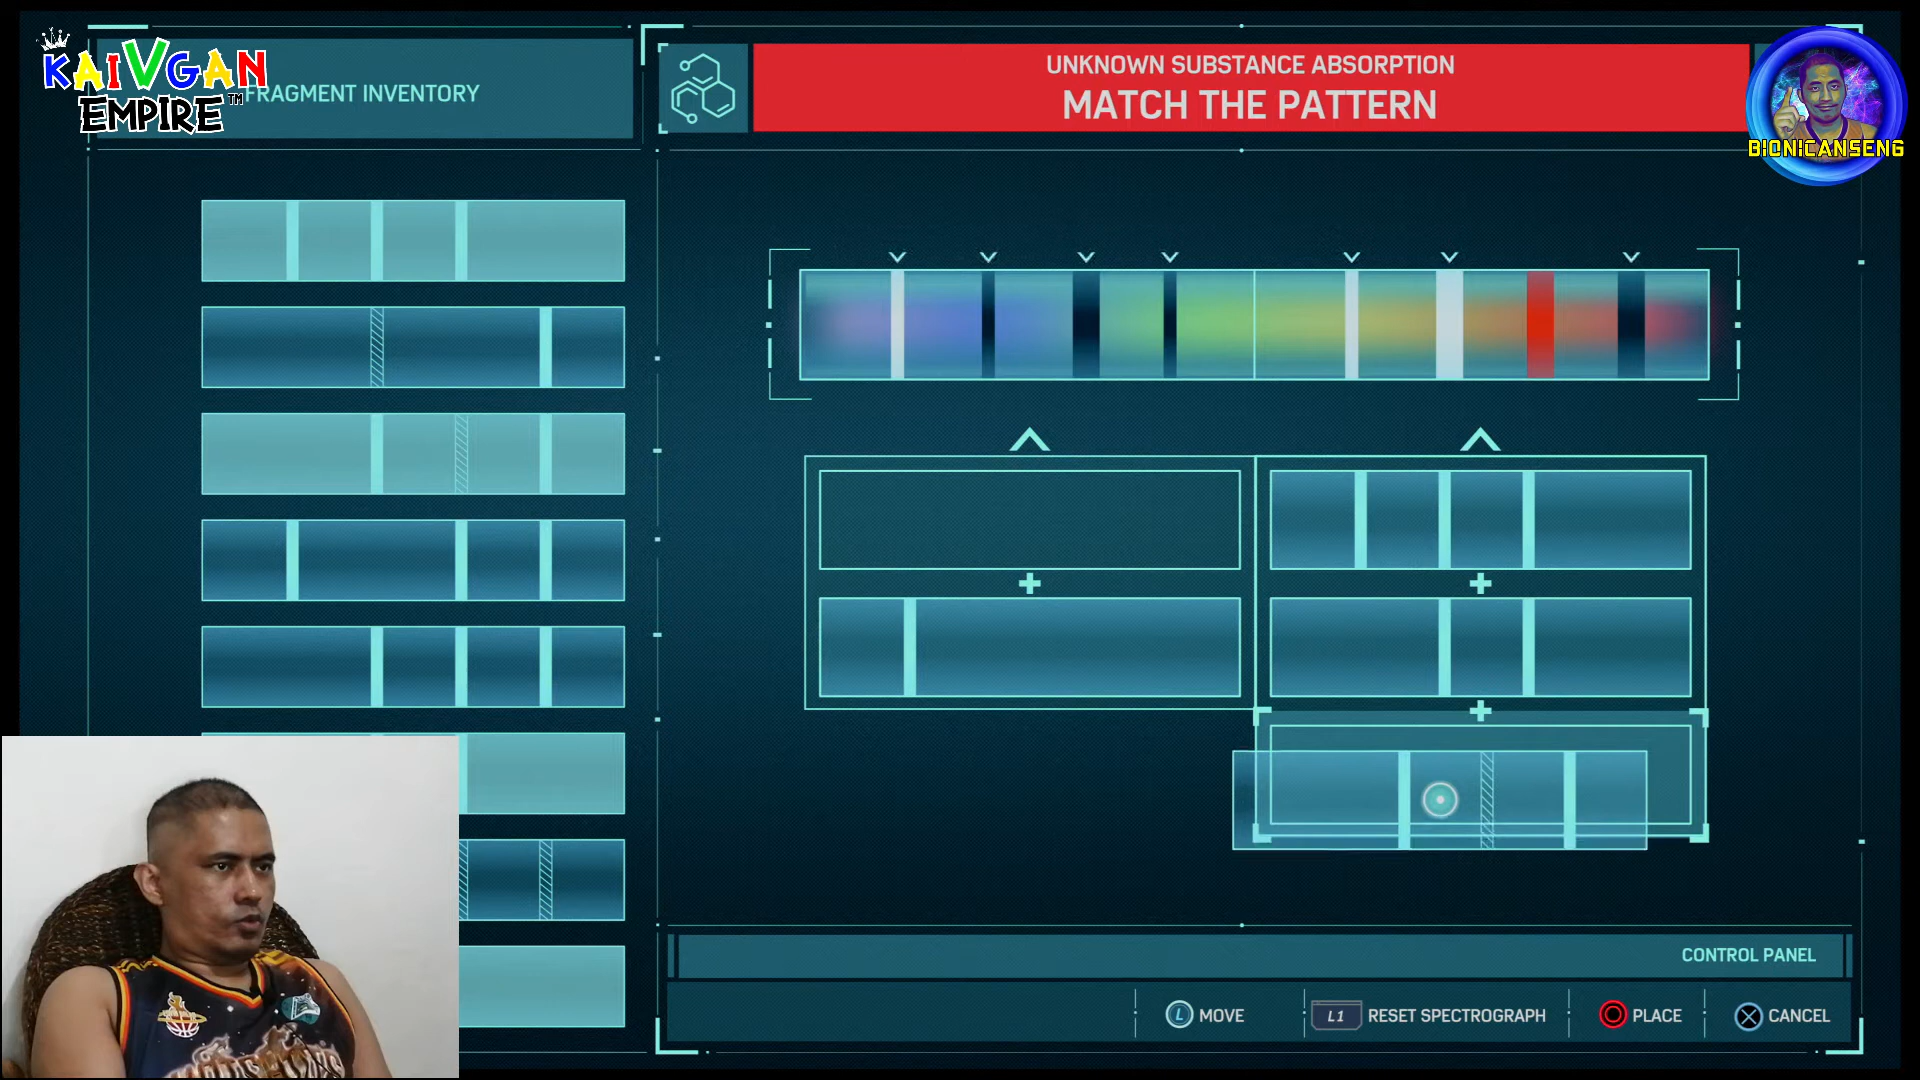 KAIVGAN
EMPIRE™
FRAGMENT INVENTORY
UNKNOWN SUBSTANCE ABSORPTION
MATCH THE PATTERN
BIONICANSENG
CONTROL PANEL
L MOVE
L1 RESET SPECTROGRAPH
PLACE
CANCEL